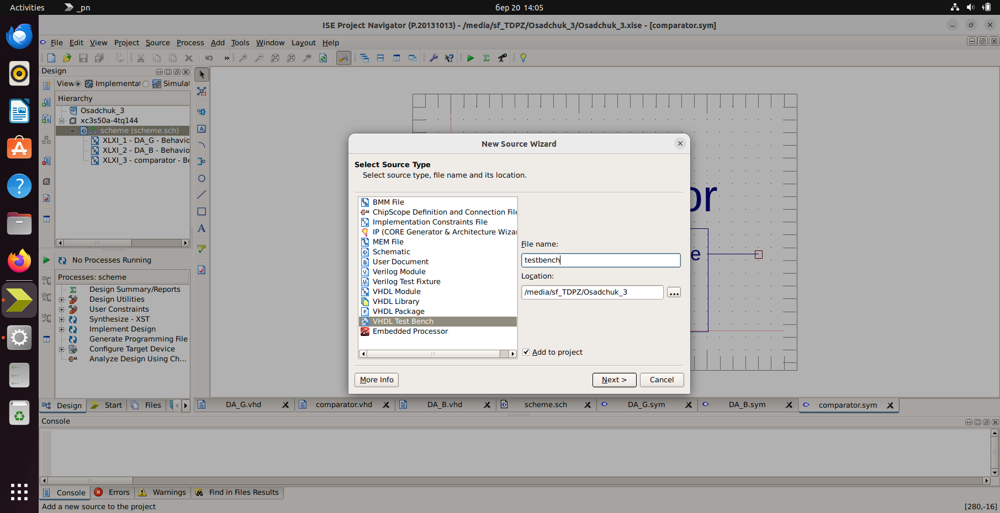 Activities
_pn
бер 20 14:05
ISE Project Navigator (P.20131013) - /media/sf_TDPZ/Osadchuk_3/Osadchuk_3.xise - [comparator.sym]
File Edit View Project Source Process Add Tools Window Layout Help
Design
View Implementat Simulat
Hierarchy
Osadchuk_3
xc3s50a-4tq144
scheme (scheme.sch)
XLXI_1 - DA_G - Behavio
XLXI_2 - DA_B - Behavio
XLXI_3 - comparator - Be
No Processes Running
Processes: scheme
Design Summary/Reports
Design Utilities
User Constraints
Synthesize - XST
Implement Design
Generate Programming File
Configure Target Device
Analyze Design Using Ch...
Design Start Files
or
e
New Source Wizard
Select Source Type
Select source type, file name and its location.
BMM File
ChipScope Definition and Connection File
Implementation Constraints File
IP (CORE Generator & Architecture Wizar
MEM File
Schematic
User Document
Verilog Module
Verilog Test Fixture
VHDL Module
VHDL Library
VHDL Package
VHDL Test Bench
Embedded Processor
File name:
testbench
Location:
/media/sf_TDPZ/Osadchuk_3
...
Add to project
More Info
Next >
Cancel
DA_G.vhd comparator.vhd DA_B.vhd scheme.sch DA_G.sym DA_B.sym comparator.sym
Console
Console Errors Warnings Find in Files Results
Add a new source to the project
[280,-16]